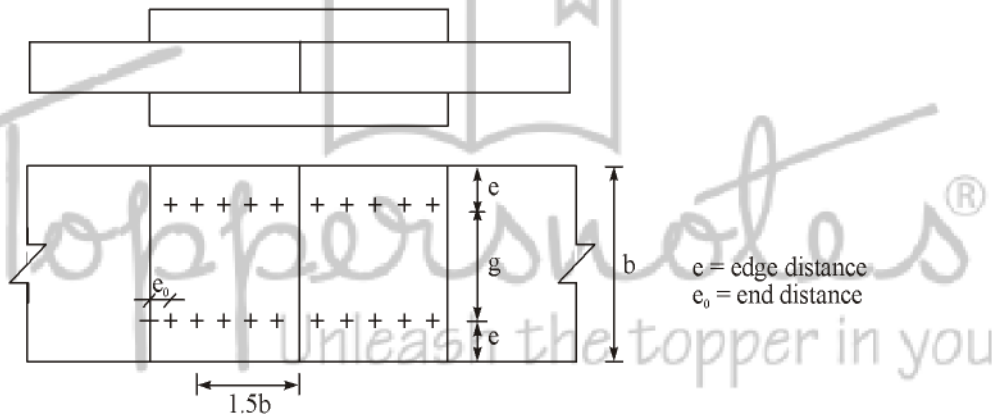 e
g
b
e
e₀
1.5b
e = edge distance
e₀ = end distance
Toppersnotes®
Unleash the topper in you